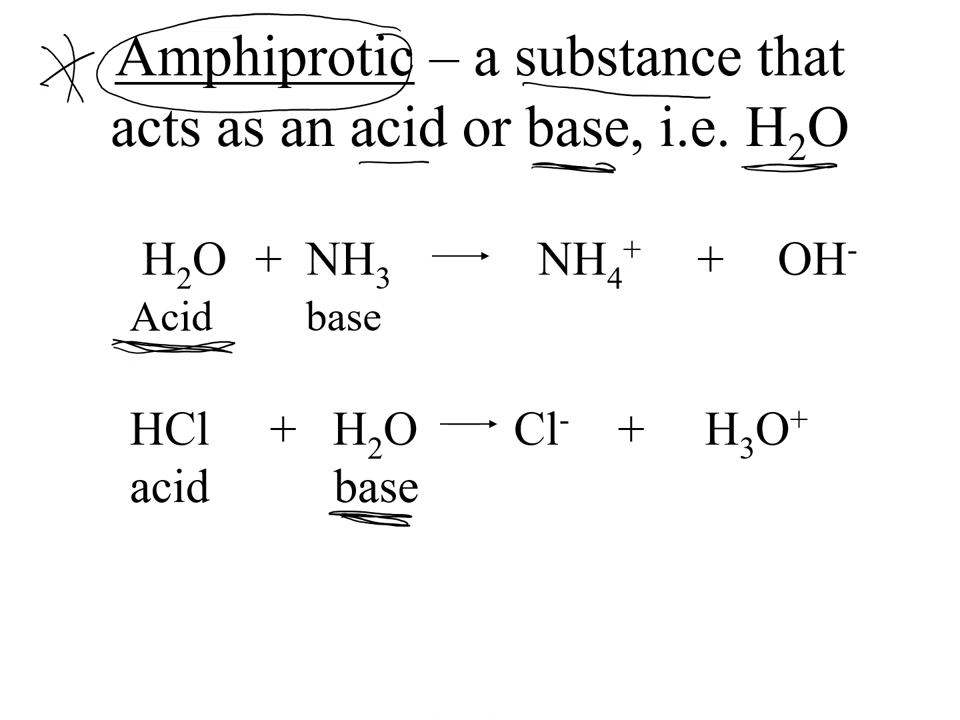 Amphiprotic – a substance that
acts as an acid or base, i.e. H₂O
H₂O + NH₃ → NH₄⁺ + OH⁻
Acid base
HCl + H₂O → Cl⁻ + H₃O⁺
acid base